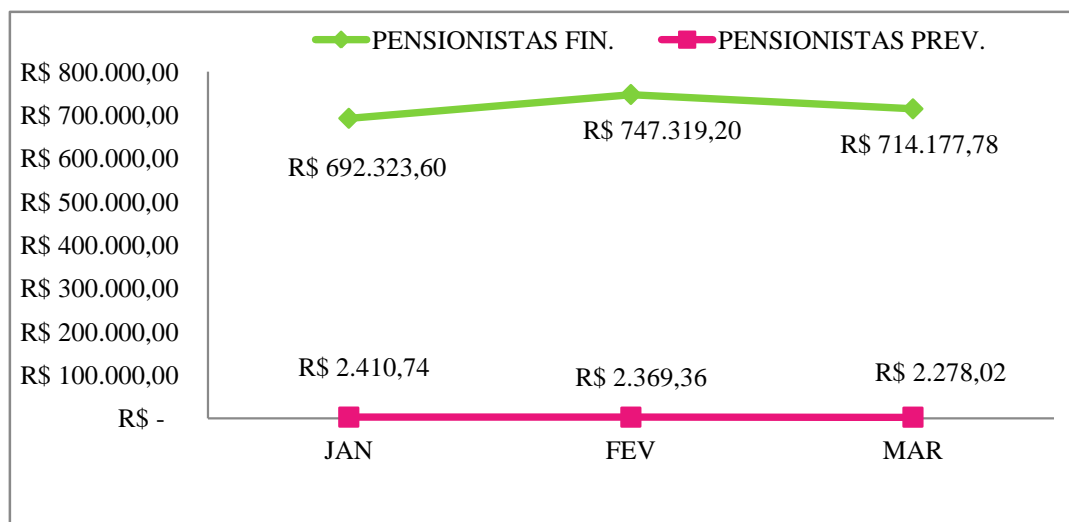 PENSIONISTAS FIN. PENSIONISTAS PREV.
R$ 800.000,00
R$ 700.000,00
R$ 600.000,00
R$ 500.000,00
R$ 400.000,00
R$ 300.000,00
R$ 200.000,00
R$ 100.000,00
R$ -
R$ 692.323,60
R$ 747.319,20
R$ 714.177,78
R$ 2.410,74
R$ 2.369,36
R$ 2.278,02
JAN FEV MAR